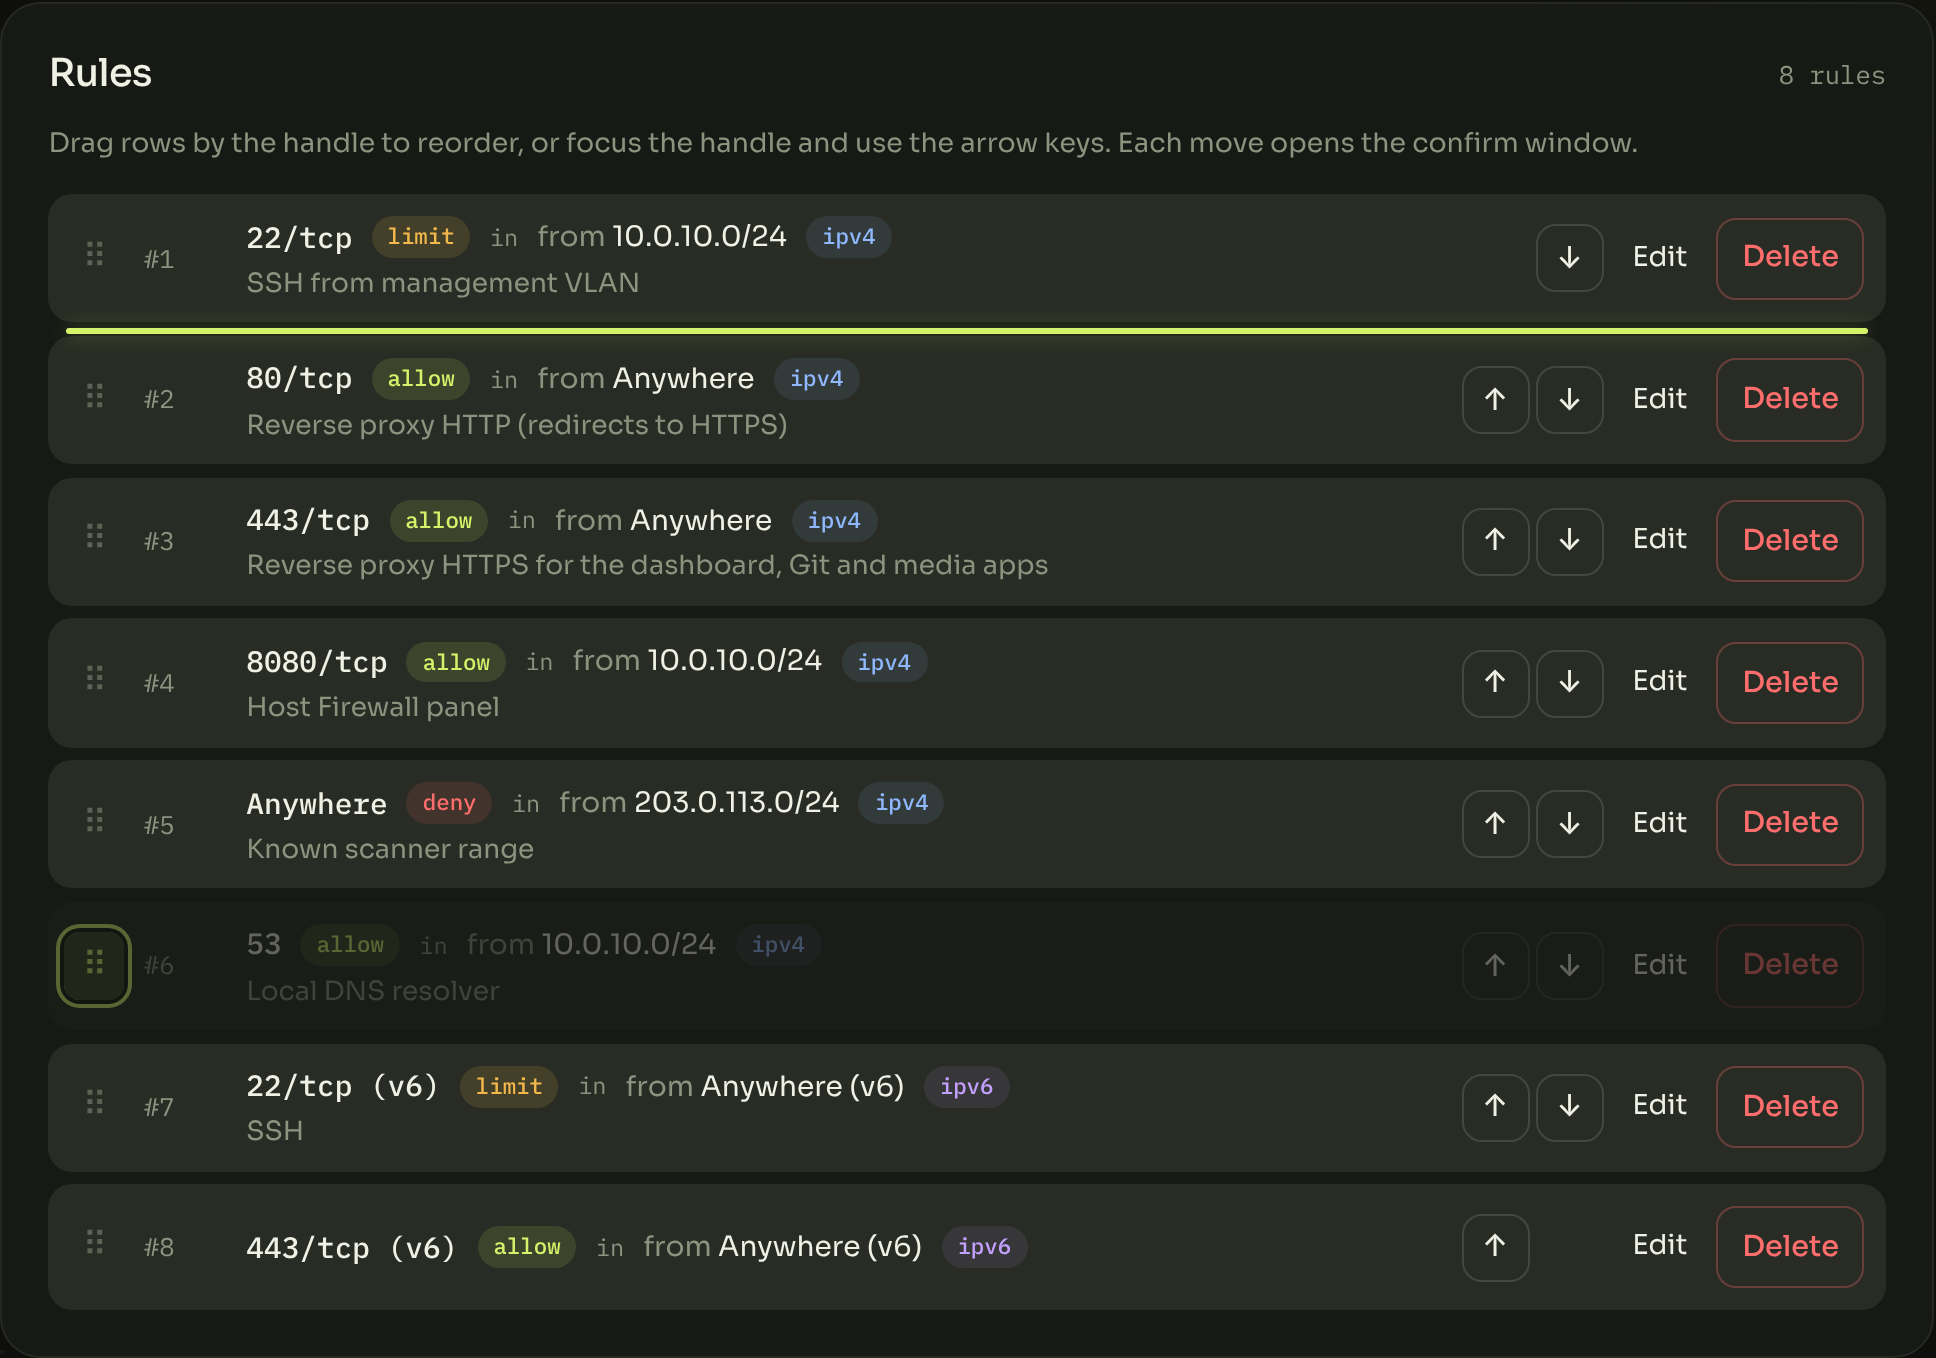 Rules
8 rules
Drag rows by the handle to reorder, or focus the handle and use the arrow keys. Each move opens the confirm window.
#1 22/tcp limit in from 10.0.10.0/24 ipv4 ↓ Edit Delete
SSH from management VLAN
#2 80/tcp allow in from Anywhere ipv4 ↑ ↓ Edit Delete
Reverse proxy HTTP (redirects to HTTPS)
#3 443/tcp allow in from Anywhere ipv4 ↑ ↓ Edit Delete
Reverse proxy HTTPS for the dashboard, Git and media apps
#4 8080/tcp allow in from 10.0.10.0/24 ipv4 ↑ ↓ Edit Delete
Host Firewall panel
#5 Anywhere deny in from 203.0.113.0/24 ipv4 ↑ ↓ Edit Delete
Known scanner range
#6 53 allow in from 10.0.10.0/24 ipv4 ↑ ↓ Edit Delete
Local DNS resolver
#7 22/tcp (v6) limit in from Anywhere (v6) ipv6 ↑ ↓ Edit Delete
SSH
#8 443/tcp (v6) allow in from Anywhere (v6) ipv6 ↑ Edit Delete